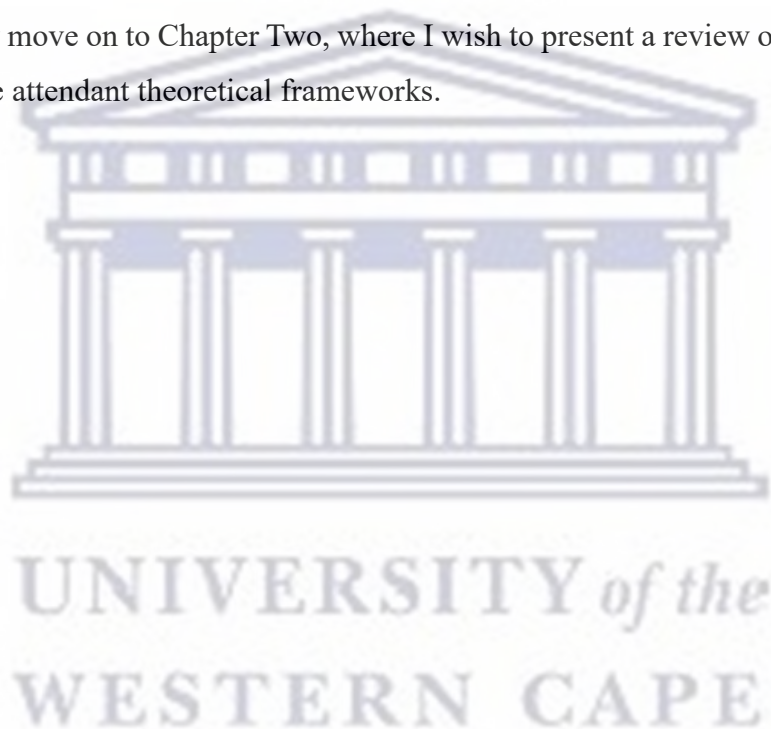 move on to Chapter Two, where I wish to present a review o
attendant theoretical frameworks.
UNIVERSITY of the
WESTERN CAPE